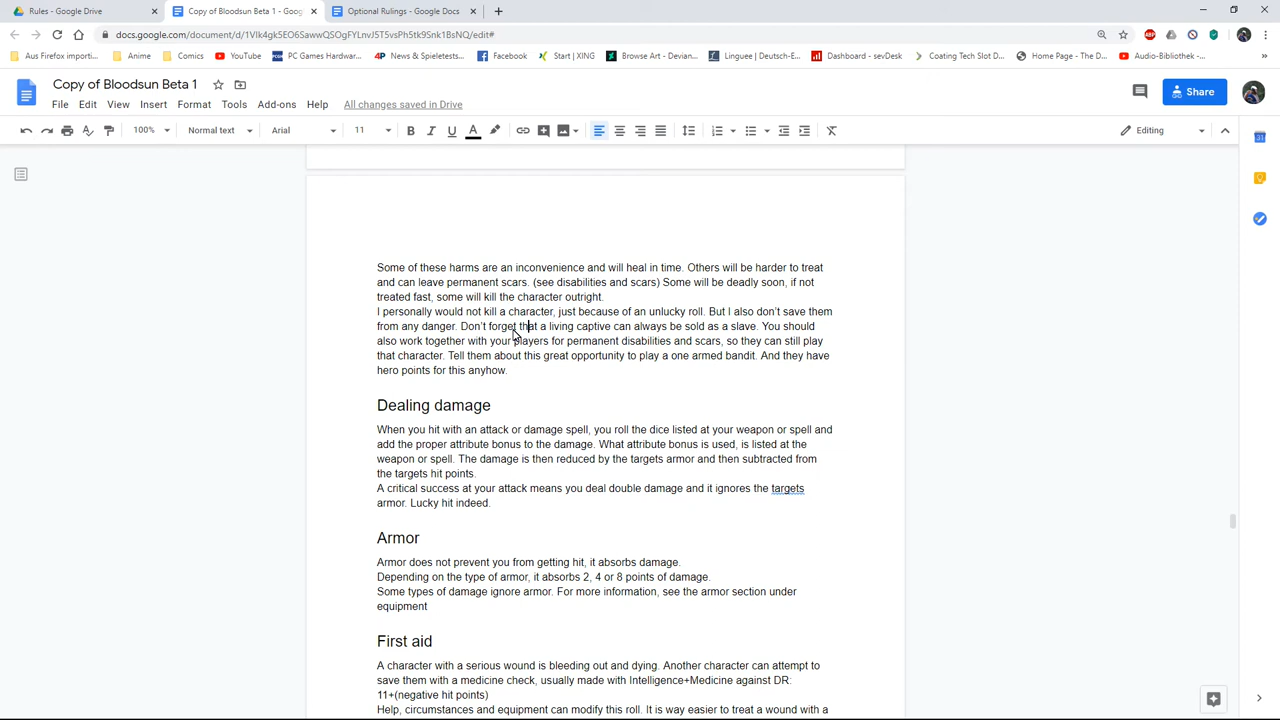 Rules - Google Drive
Copy of Bloodsun Beta 1 - Goog
Optional Rulings - Google Docs
docs.google.com/document/d/1VIk4gkSEO6SawwQSOgFYLnvJ5T5vsPh5tk9Snk1BsNQ/edit#
Aus Firefox importi...
Anime
Comics
YouTube
PC Games Hardwar...
News & Spieletests...
Facebook
Start | XING
Browse Art - Devian...
Linguee | Deutsch-E...
Dashboard - sevDesk
Coating Tech Slot D...
Home Page - The D...
Audio-Bibliothek -...
Copy of Bloodsun Beta 1
File Edit View Insert Format Tools Add-ons Help All changes saved in Drive
Share
100% Normal text Arial 11 B I U A Editing
Some of these harms are an inconvenience and will heal in time. Others will be harder to treat
and can leave permanent scars. (see disabilities and scars) Some will be deadly soon, if not
treated fast, some will kill the character outright.
I personally would not kill a character, just because of an unlucky roll. But I also don't save them
from any danger. Don't forget that a living captive can always be sold as a slave. You should
also work together with your players for permanent disabilities and scars, so they can still play
that character. Tell them about this great opportunity to play a one armed bandit. And they have
hero points for this anyhow.
Dealing damage
When you hit with an attack or damage spell, you roll the dice listed at your weapon or spell and
add the proper attribute bonus to the damage. What attribute bonus is used, is listed at the
weapon or spell. The damage is then reduced by the targets armor and then subtracted from
the targets hit points.
A critical success at your attack means you deal double damage and it ignores the targets
armor. Lucky hit indeed.
Armor
Armor does not prevent you from getting hit, it absorbs damage.
Depending on the type of armor, it absorbs 2, 4 or 8 points of damage.
Some types of damage ignore armor. For more information, see the armor section under
equipment
First aid
A character with a serious wound is bleeding out and dying. Another character can attempt to
save them with a medicine check, usually made with Intelligence+Medicine against DR:
11+(negative hit points)
Help, circumstances and equipment can modify this roll. It is way easier to treat a wound with a